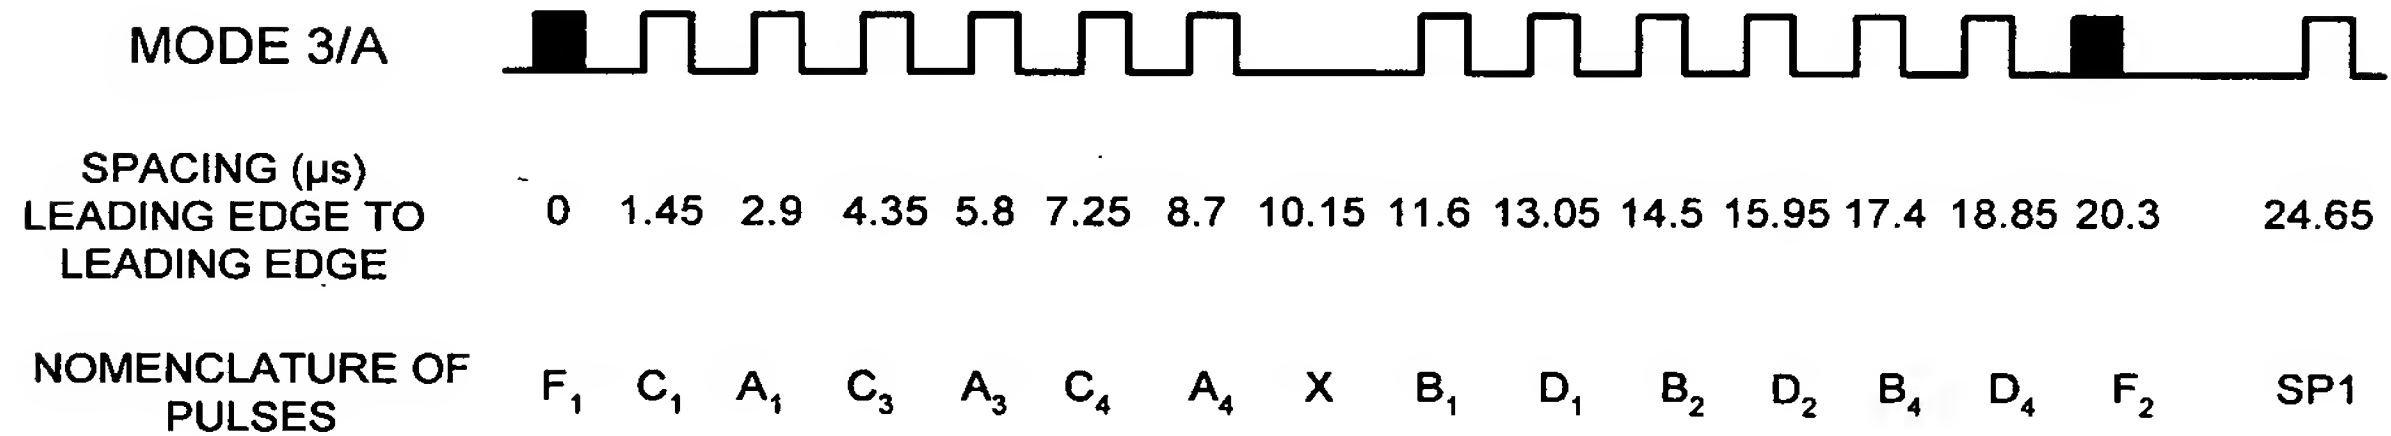 MODE 3/A
SPACING (µs)
LEADING EDGE TO
LEADING EDGE
0 1.45 2.9 4.35 5.8 7.25 8.7 10.15 11.6 13.05 14.5 15.95 17.4 18.85 20.3 24.65
NOMENCLATURE OF
PULSES
F₁ C₁ A₁ C₃ A₃ C₄ A₄ X B₁ D₁ B₂ D₂ B₄ D₄ F₂ SP1